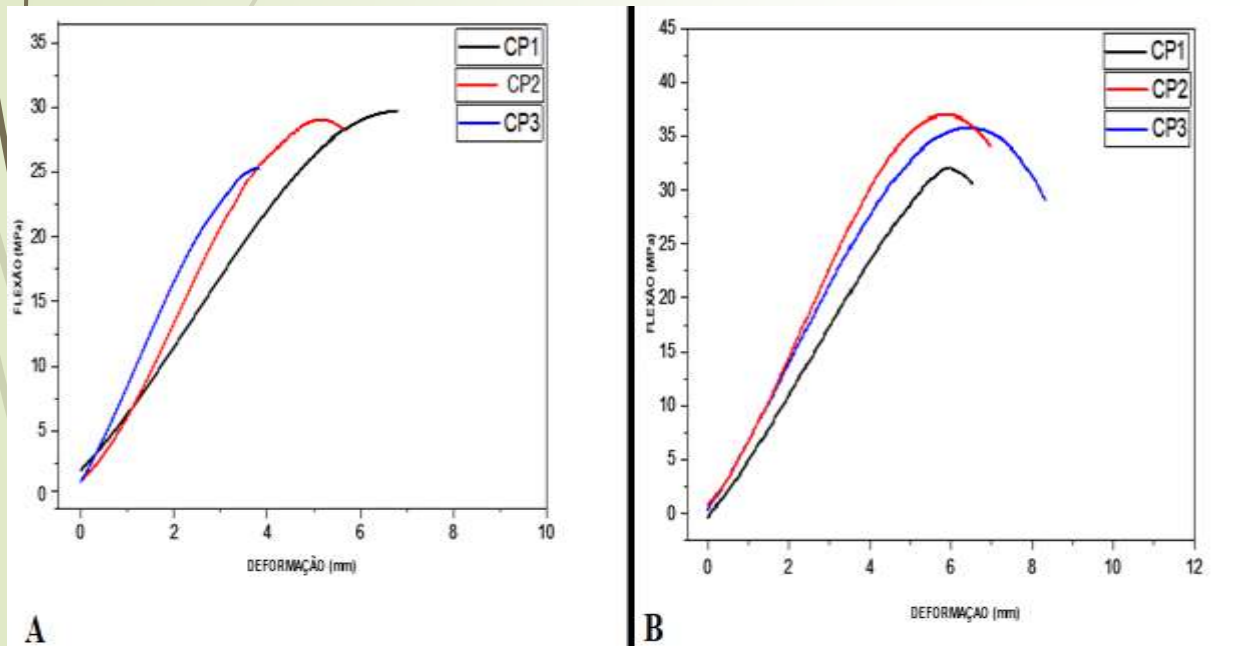 35
30
25
20
15
10
5
0
FLEXÃO (MPa)
CP1
CP2
CP3
0 2 4 6 8 10
DEFORMAÇÃO (mm)
A
45
40
35
30
25
20
15
10
5
0
FLEXÃO (MPa)
CP1
CP2
CP3
0 2 4 6 8 10 12
DEFORMAÇAO (mm)
B